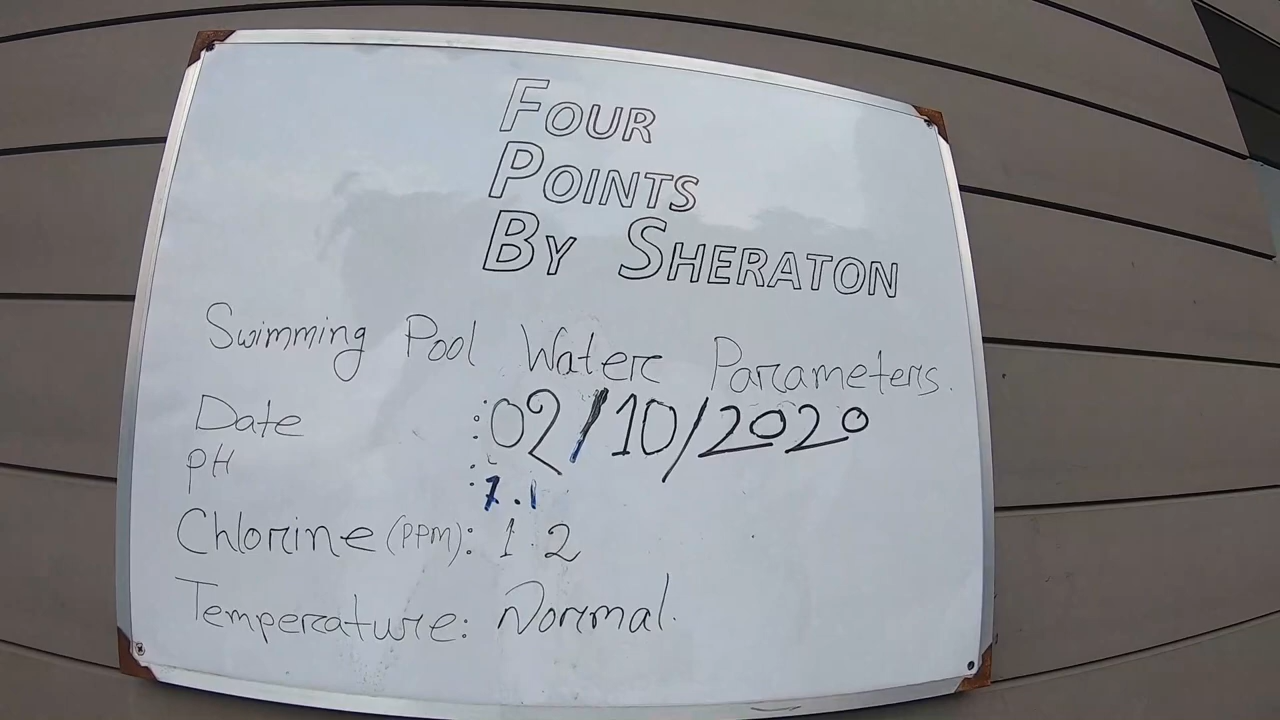 FOUR
POINTS
BY SHERATON
Swimming Pool Water Parameters.
Date : 02/10/2020
PH : 7.1
Chlorine (PPM): 1.2
Temperature: Normal.